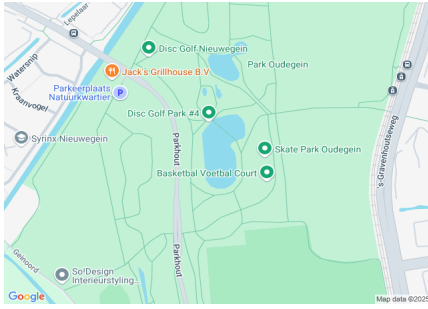 Lepelaar
Disc Golf Nieuwegein
Watersnip
Park Oudegein
Jack's Grillhouse B.V
Parkeerplaats
Natuurkwartier
P
Kraanvogel
Disc Golf Park #4
's-Gravenhoutseweg
Syrinx Nieuwegein
Parkhout
Skate Park Oudegein
Basketbal Voetbal Court
Parkhout
Geinoord
So!Design
Interieurstyling...
Google
Map data ©2025